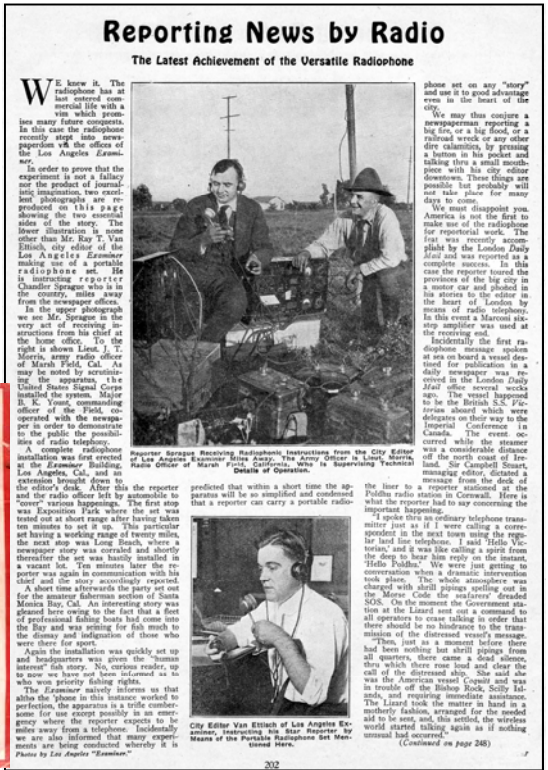 Reporting News by Radio
The Latest Achievement of the Versatile Radiophone
WE knew it. The
radiophone has at
last entered com-
mercial life with a
vim which prom-
ises many future conquests.
In this case the radiophone
recently stept into news-
paperdom via the offices of
the Los Angeles Exami-
ner.
In order to prove that the
experiment is not a fallacy
nor the product of journal-
istic imagination, two excel-
lent photographs are re-
produced on this page
showing the two essential
sides of the story. The
lower illustration is none
other than Mr. Ray T. Van
Ettisch, city editor of the
Los Angeles Examiner
making use of a portable
radiophone set. He
is instructing reporter
Chandler Sprague who is in
the country, miles away
from the newspaper offices.
In the upper photograph
we see Mr. Sprague in the
very act of receiving in-
structions from his chief at
the home office. To the
right is shown Lieut. J. T.
Morris, army radio officer
of Marsh Field, Cal. As
may be noted by scrutiniz-
ing the apparatus, the
United States Signal Corps
installed the system. Major
B. K. Yount, commanding
officer of the Field, co-
operated with the newspa-
per in order to demonstrate
to the public the possibil-
ities of radio telephony.
A complete radiophone
installation was first erected
at the Examiner Building,
Los Angeles, Cal., and an
extension brought down to
the editor's desk. After this the reporter
and the radio officer left by automobile to
"cover" various happenings. The first stop
was Exposition Park where the set was
tested out at short range after having taken
ten minutes to set it up. This particular
set having a working range of twenty miles,
the next stop was Long Beach, where a
newspaper story was corraled and shortly
thereafter the set was hastily installed in
a vacant lot. Ten minutes later the re-
porter was again in communication with his
chief and the story accordingly reported.
A short time afterwards the party set out
for the amateur fisherman section of Santa
Monica Bay, Cal. An interesting story was
gleaned here owing to the fact that a fleet
of professional fishing boats had come into
the Bay and was seining for fish much to
the dismay and indignation of those who
were there for sport.
Again the installation was quickly set up
and headquarters was given the "human
interest" fish story. No, curious reader, up
to now we have not been informed as to
who won priority fishing rights.
The Examiner naively informs us that
altho the 'phone in this instance worked to
perfection, the apparatus is a trifle cumber-
some for use except possibly in an emer-
gency where the reporter expects to be
miles away from a telephone. Incidentally
we are also informed that many experi-
ments are being conducted whereby it is
Photos by Los Angeles "Examiner."
Reporter Sprague Receiving Radiophonic Instructions from the City Editor
of Los Angeles Examiner Miles Away. The Army Officer is Lieut. Morris,
Radio Officer of Marsh Field, California, Who is Supervising Technical
Details of Operation.
predicted that within a short time the ap-
paratus will be so simplified and condensed
that a reporter can carry a portable radio-
City Editor Van Ettisch of Los Angeles Ex-
aminer, Instructing his Star Reporter by
Means of the Portable Radiophone Set Men-
tioned Here.
phone set on any "story"
and use it to good advantage
even in the heart of the
city.
We may thus conjure a
newspaperman reporting a
big fire, or a big flood, or a
railroad wreck or any other
dire calamities, by pressing
a button in his pocket and
talking thru a small mouth-
piece with his city editor
downtown. These things are
possible but probably will
not take place for many
days to come.
We must disappoint you.
America is not the first to
make use of the radiophone
for reportorial work. The
feat was recently accom-
plist by the London Daily
Mail and was reported as a
complete success. In this
case the reporter toured the
provinces of the big city in
a motor car and phoned in
his stories to the editor in
the heart of London by
means of radio telephony.
In this event a Marconi six-
step amplifier was used at
the receiving end.
Incidentally the first ra-
diophone message spoken
at sea on board a vessel des-
tined for publication in a
daily newspaper was re-
ceived in the London Daily
Mail office several weeks
ago. The vessel happened
to be the British S.S. Vic-
torian aboard which were
delegates on their way to the
Imperial Conference in
Canada. The event oc-
curred while the steamer
was a considerable distance
off the north coast of Ire-
land. Sir Campbell Stuart,
managing editor, dictated a
message from the deck of
the liner to a reporter stationed at the
Poldhu radio station in Cornwall. Here is
what the reporter had to say concerning the
important happening.
"I spoke thru an ordinary telephone trans-
mitter just as if I were calling a corre-
spondent in the next town using the regu-
lar land line telephone. I said 'Hello Vic-
torian,' and it was like calling a spirit from
the deep to hear him reply on the instant,
'Hello Poldhu.' We were just getting to
conversation when a dramatic intervention
took place. The whole atmosphere was
charged with shrill pipings spelling out in
the Morse Code the seafarers' dreaded
SOS. On the moment the Government sta-
tion at the Lizard sent out a command to
all operators to cease talking in order that
there should be no hindrance to the trans-
mission of the distressed vessel's message.
"Then, just as a moment before there
had been nothing but shrill pipings from
all quarters, there came a dead silence,
thru which there rose loud and clear the
call of the distressed ship. She said she
was the American vessel Coquitt and was
in trouble off the Bishop Rock, Scilly Isl-
ands, and requiring immediate assistance.
The Lizard took the matter in hand in a
motherly fashion, arranged for the needed
aid to be sent, and, this settled, the wireless
world started talking again as if nothing
unusual had occurred."
(Continued on page 248)
202